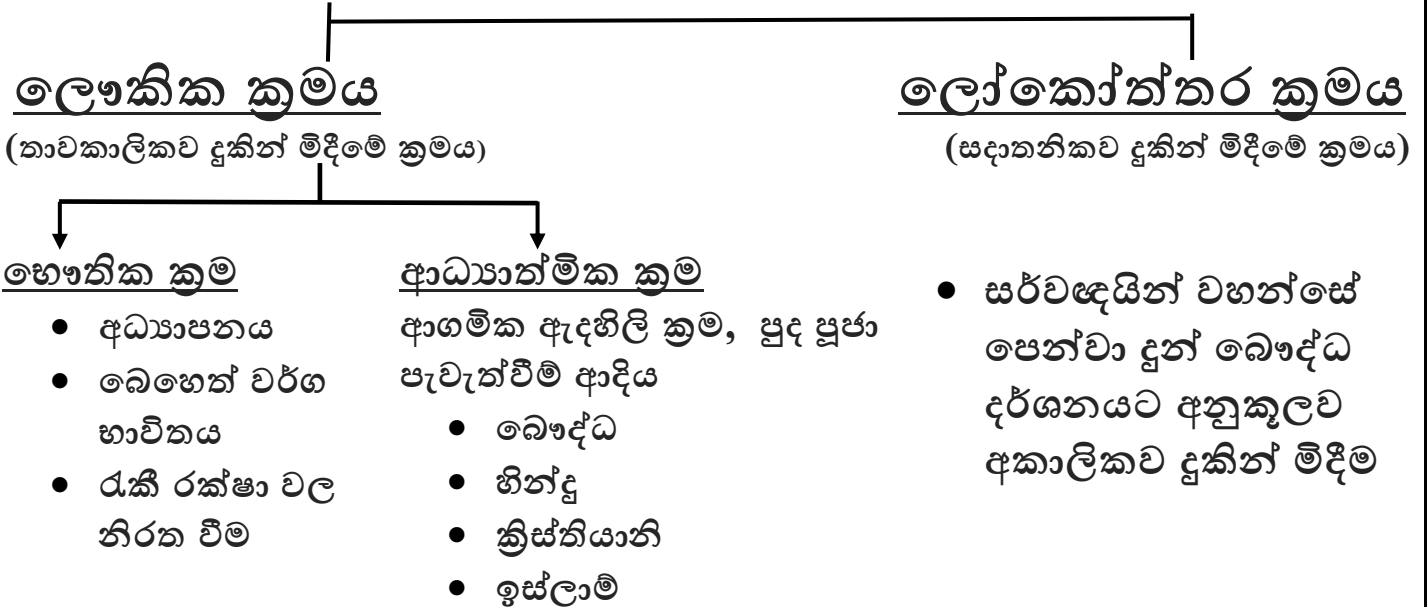 ලෞකික ක්‍රමය
(තාවකාලිකව දුකින් මිදීමේ ක්‍රමය)
ලෝකෝත්තර ක්‍රමය
(සදාතනිකව දුකින් මිදීමේ ක්‍රමය)
භෞතික ක්‍රම
• අධ්‍යාපනය
• බෙහෙත් වර්ග
භාවිතය
• රැකී රක්ෂා වල
නිරත වීම
ආධ්‍යාත්මික ක්‍රම
ආගමික ඇදහිලි ක්‍රම, පුද පූජා
පැවැත්වීම් ආදිය
• බෞද්ධ
• හින්දු
• ක්‍රිස්තියානි
• ඉස්ලාම්
• සර්වඥයින් වහන්සේ
පෙන්වා දුන් බෞද්ධ
දර්ශනයට අනුකූලව
අකාලිකව දුකින් මිදීම